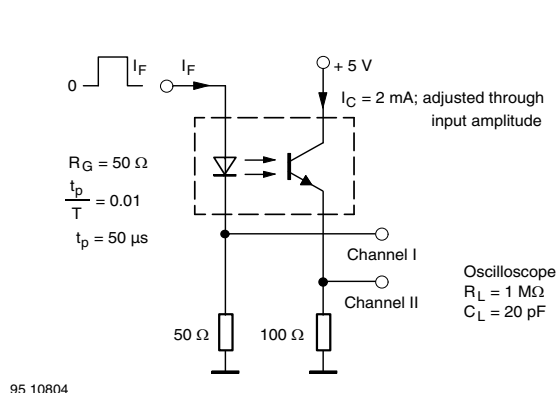 0
I_F
I_F
+ 5 V
I_C = 2 mA; adjusted through
input amplitude
R_G = 50 Ω
t_p
T
= 0.01
t_p = 50 μs
Channel I
Channel II
50 Ω
100 Ω
Oscilloscope
R_L = 1 MΩ
C_L = 20 pF
95 10804